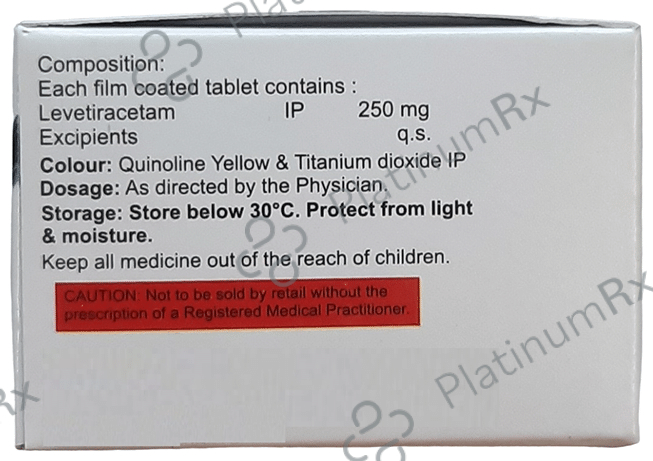 Composition:
Each film coated tablet contains :
Levetiracetam IP 250 mg
Excipients q.s.
Colour: Quinoline Yellow & Titanium dioxide IP
Dosage: As directed by the Physician.
Storage: Store below 30°C. Protect from light
& moisture.
Keep all medicine out of the reach of children.
CAUTION: Not to be sold by retail without the
prescription of a Registered Medical Practitioner.
PlatinumRx
PlatinumRx